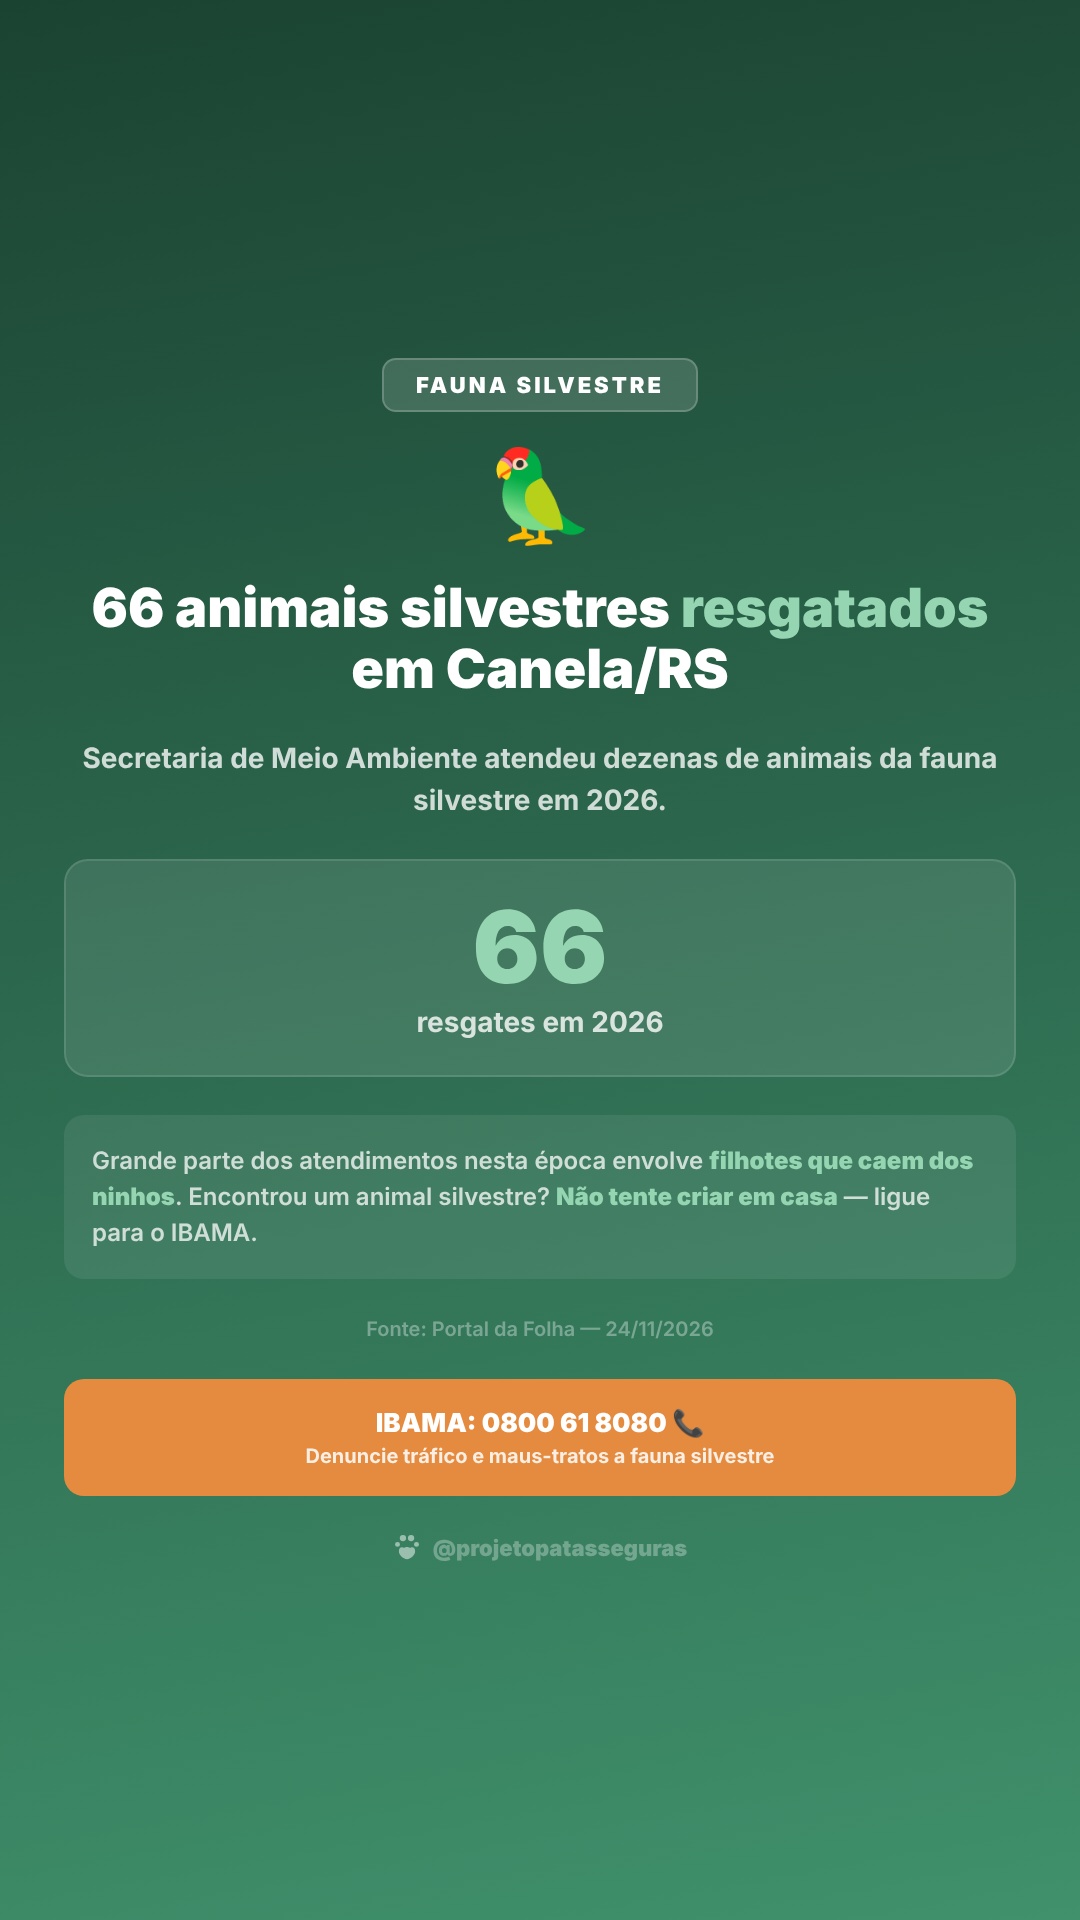 FAUNA SILVESTRE
66 animais silvestres resgatados
em Canela/RS
Secretaria de Meio Ambiente atendeu dezenas de animais da fauna
silvestre em 2026.
66
resgates em 2026
Grande parte dos atendimentos nesta época envolve filhotes que caem dos
ninhos. Encontrou um animal silvestre? Não tente criar em casa — ligue
para o IBAMA.
Fonte: Portal da Folha — 24/11/2026
IBAMA: 0800 61 8080 📞
Denuncie tráfico e maus-tratos a fauna silvestre
@projetopatasseguras